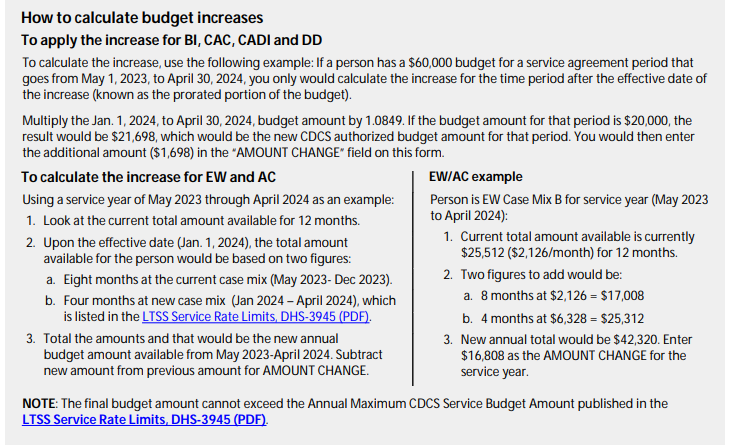 How to calculate budget increases
To apply the increase for BI, CAC, CADI and DD
To calculate the increase, use the following example: If a person has a $60,000 budget for a service agreement period that
goes from May 1, 2023, to April 30, 2024, you only would calculate the increase for the time period after the effective date of
the increase (known as the prorated portion of the budget).
Multiply the Jan. 1, 2024, to April 30, 2024, budget amount by 1.0849. If the budget amount for that period is $20,000, the
result would be $21,698, which would be the new CDCS authorized budget amount for that period. You would then enter
the additional amount ($1,698) in the "AMOUNT CHANGE" field on this form.
To calculate the increase for EW and AC
Using a service year of May 2023 through April 2024 as an example:
1. Look at the current total amount available for 12 months.
2. Upon the effective date (Jan. 1, 2024), the total amount
available for the person would be based on two figures:
a. Eight months at the current case mix (May 2023- Dec 2023).
b. Four months at new case mix (Jan 2024 – April 2024), which
is listed in the LTSS Service Rate Limits, DHS-3945 (PDF).
3. Total the amounts and that would be the new annual
budget amount available from May 2023-April 2024. Subtract
new amount from previous amount for AMOUNT CHANGE.
EW/AC example
Person is EW Case Mix B for service year (May 2023
to April 2024):
1. Current total amount available is currently
$25,512 ($2,126/month) for 12 months.
2. Two figures to add would be:
a. 8 months at $2,126 = $17,008
b. 4 months at $6,328 = $25,312
3. New annual total would be $42,320. Enter
$16,808 as the AMOUNT CHANGE for the
service year.
NOTE: The final budget amount cannot exceed the Annual Maximum CDCS Service Budget Amount published in the
LTSS Service Rate Limits, DHS-3945 (PDF).